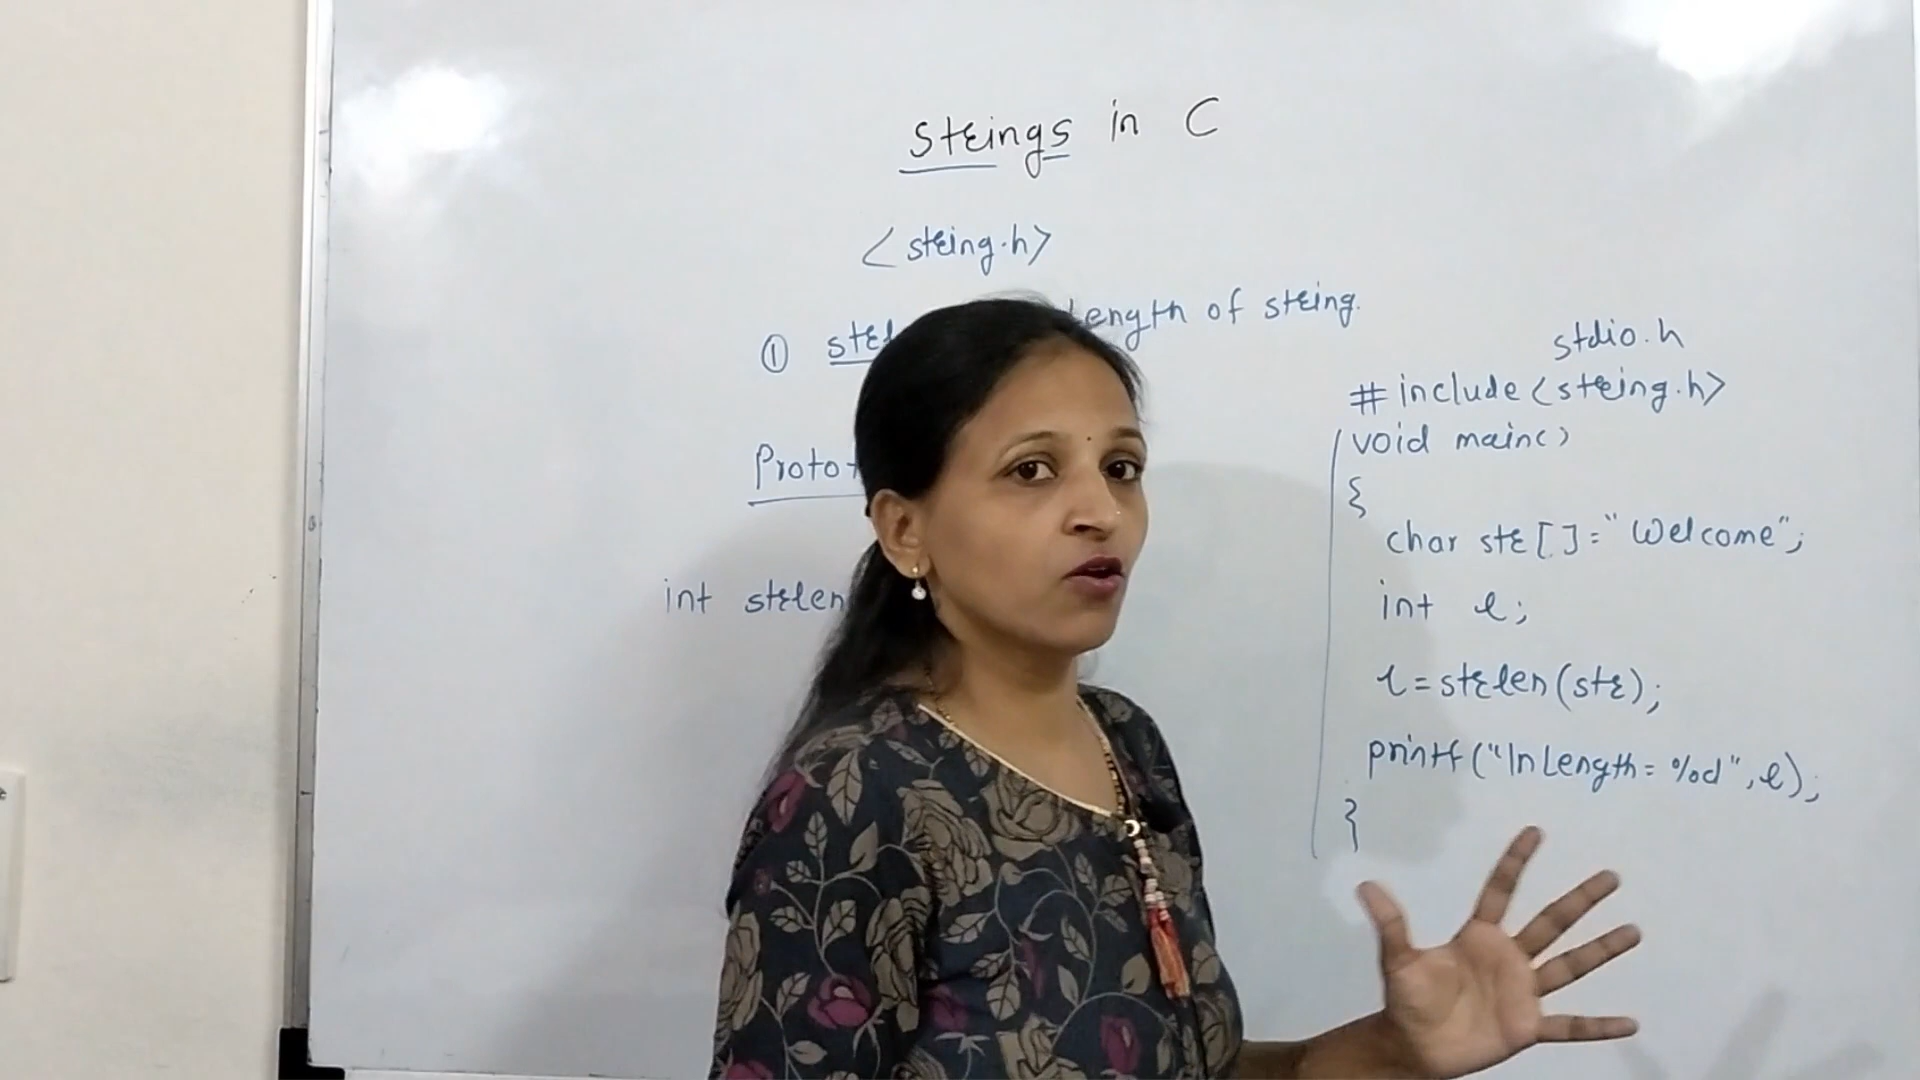 Strings in C
<string.h>
① length of string.
int strlen
stdio.h
#include<string.h>
void main()
{
char str[]="Welcome";
int l;
l=strlen(str);
printf("\nLength=%d",l);
}